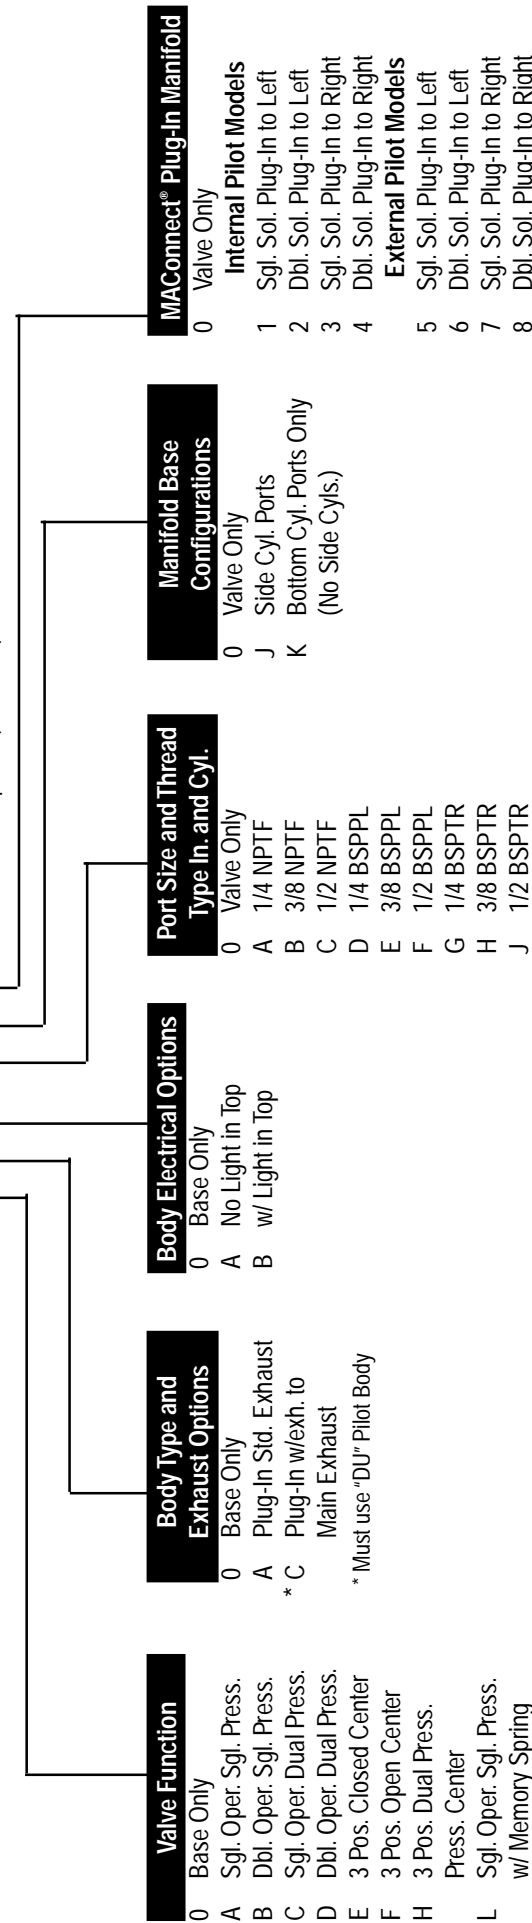 Valve Function
0 Base Only
A Sgl. Oper. Sgl. Press.
B Dbl. Oper. Sgl. Press.
C Sgl. Oper. Dual Press.
D Dbl. Oper. Dual Press.
E 3 Pos. Closed Center
F 3 Pos. Open Center
H 3 Pos. Dual Press.
Press. Center
L Sgl. Oper. Sgl. Press.
w/ Memory Spring
Body Type and
Exhaust Options
0 Base Only
A Plug-In Std. Exhaust
* C Plug-In w/exh. to
Main Exhaust
* Must use "DU" Pilot Body
Body Electrical Options
0 Base Only
A No Light in Top
B w/ Light in Top
Port Size and Thread
Type In. and Cyl.
0 Valve Only
A 1/4 NPTF
B 3/8 NPTF
C 1/2 NPTF
D 1/4 BSPPL
E 3/8 BSPPL
F 1/2 BSPPL
G 1/4 BSPTR
H 3/8 BSPTR
J 1/2 BSPTR
Manifold Base
Configurations
0 Valve Only
J Side Cyl. Ports
K Bottom Cyl. Ports Only
(No Side Cyls.)
MAConnect® Plug-In Manifold
0 Valve Only
Internal Pilot Models
1 Sgl. Sol. Plug-In to Left
2 Dbl. Sol. Plug-In to Left
3 Sgl. Sol. Plug-In to Right
4 Dbl. Sol. Plug-In to Right
External Pilot Models
5 Sgl. Sol. Plug-In to Left
6 Dbl. Sol. Plug-In to Left
7 Sgl. Sol. Plug-In to Right
8 Dbl. Sol. Plug-In to Right